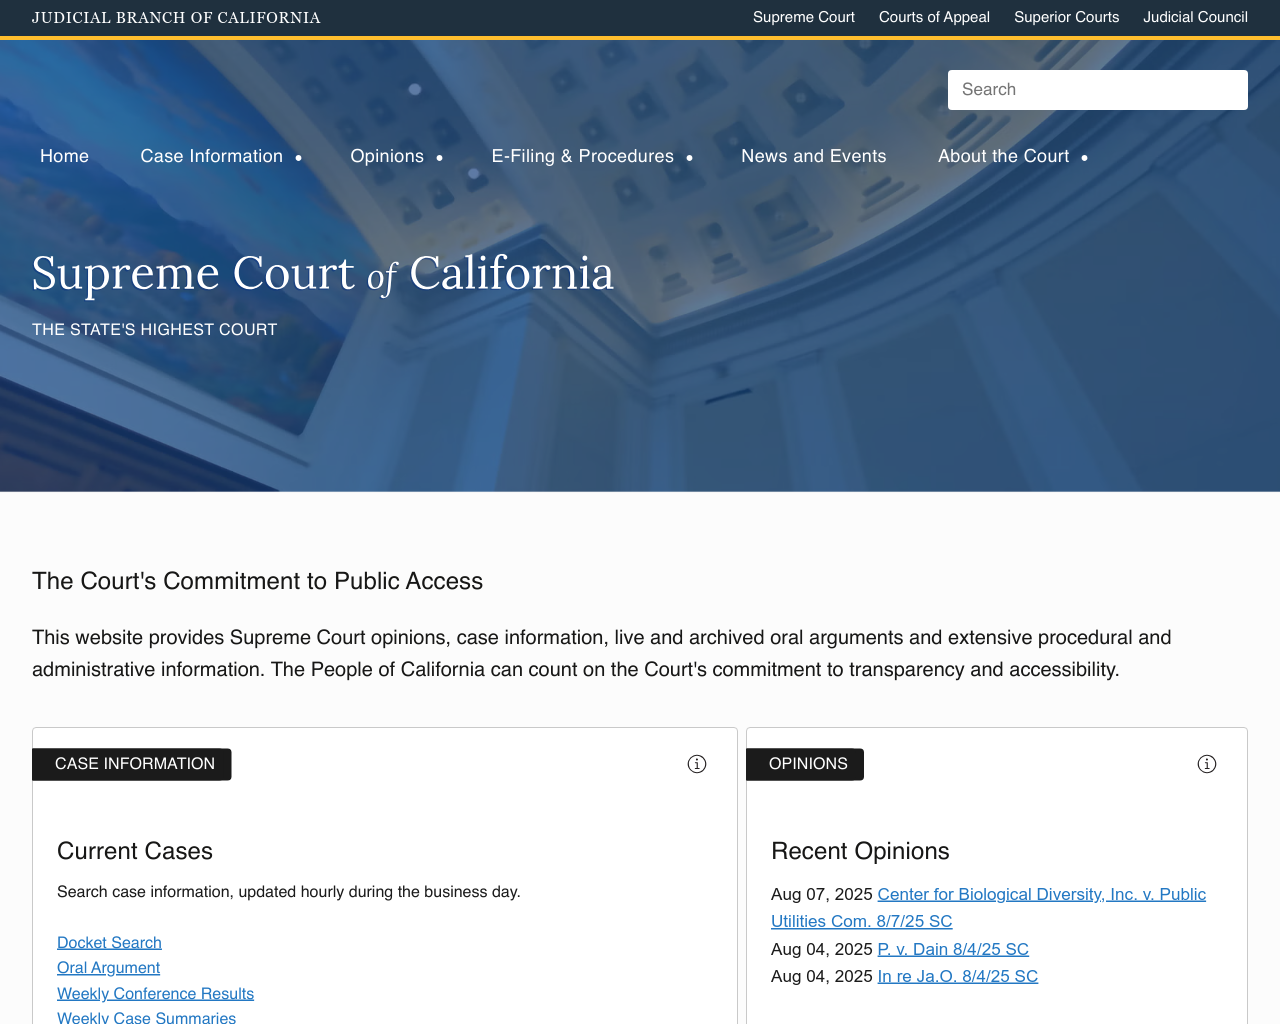 JUDICIAL BRANCH OF CALIFORNIA
Supreme Court Courts of Appeal Superior Courts Judicial Council
Search
Home Case Information Opinions E-Filing & Procedures News and Events About the Court
Supreme Court of California
THE STATE'S HIGHEST COURT
The Court's Commitment to Public Access
This website provides Supreme Court opinions, case information, live and archived oral arguments and extensive procedural and
administrative information. The People of California can count on the Court's commitment to transparency and accessibility.
CASE INFORMATION
Current Cases
Search case information, updated hourly during the business day.
Docket Search
Oral Argument
Weekly Conference Results
Weekly Case Summaries
OPINIONS
Recent Opinions
Aug 07, 2025 Center for Biological Diversity, Inc. v. Public
Utilities Com. 8/7/25 SC
Aug 04, 2025 P. v. Dain 8/4/25 SC
Aug 04, 2025 In re Ja.O. 8/4/25 SC